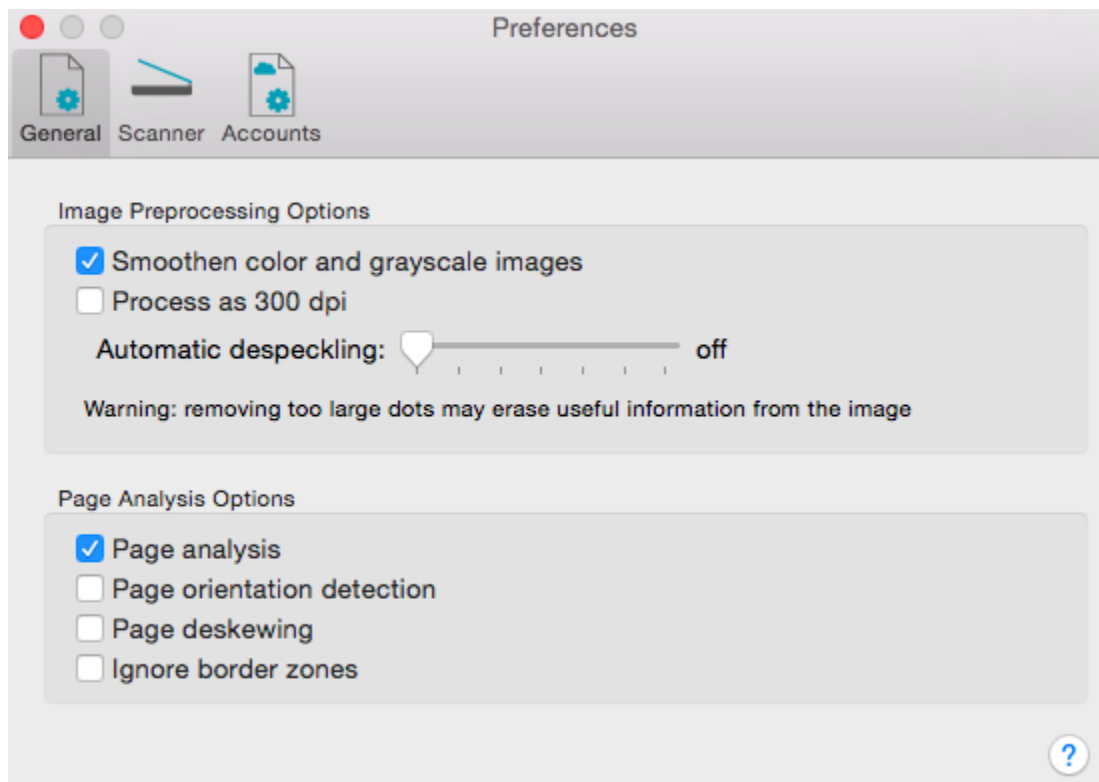 Preferences
General Scanner Accounts
Image Preprocessing Options
Smoothen color and grayscale images
Process as 300 dpi
Automatic despeckling: off
Warning: removing too large dots may erase useful information from the image
Page Analysis Options
Page analysis
Page orientation detection
Page deskewing
Ignore border zones
?